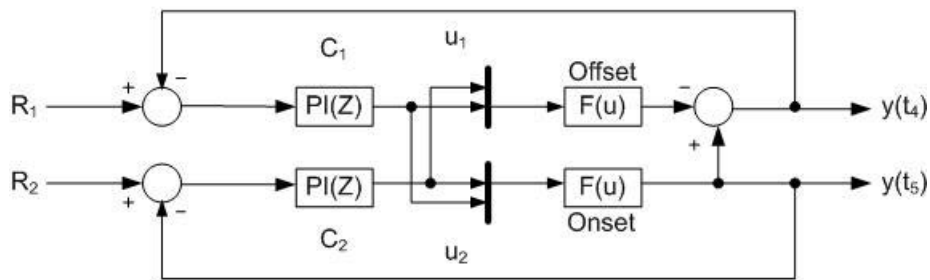 C₁ u₁
Offset
+ −
R₁ PI(Z) F(u) − y(t₄)
+
R₂ PI(Z) F(u) y(t₅)
+ −
Onset
C₂ u₂